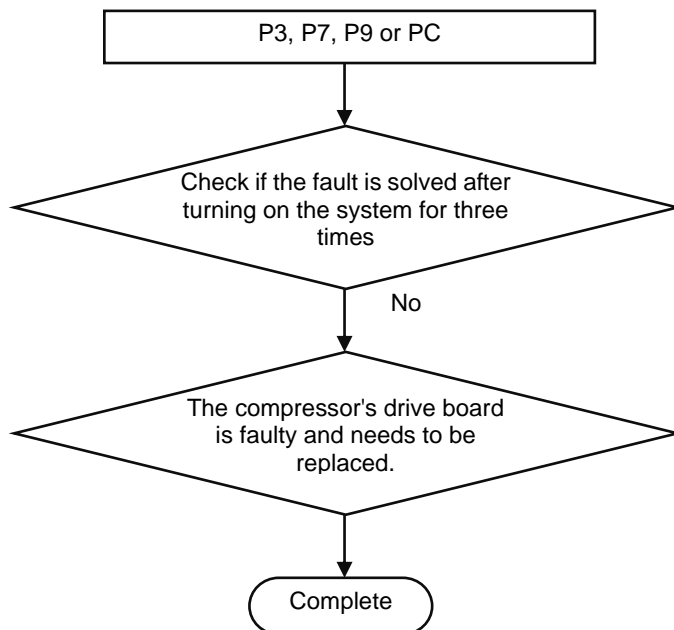 P3, P7, P9 or PC
Check if the fault is solved after
turning on the system for three
times
No
The compressor's drive board
is faulty and needs to be
replaced.
Complete